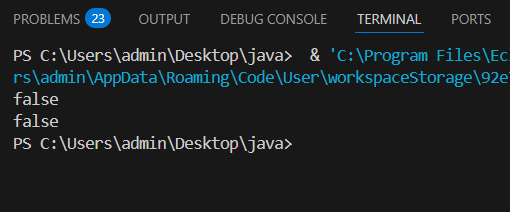 PROBLEMS 23 OUTPUT DEBUG CONSOLE TERMINAL PORTS
PS C:\Users\admin\Desktop\java>  & 'C:\Program Files\Ec
rs\admin\AppData\Roaming\Code\User\workspaceStorage\92e
false
false
PS C:\Users\admin\Desktop\java>